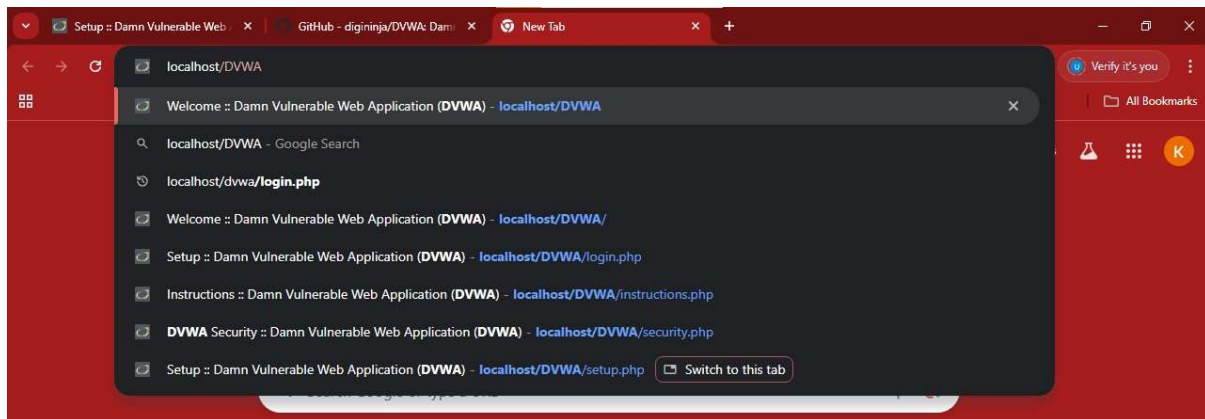 Setup :: Damn Vulnerable Web
GitHub - digininja/DVWA: Dam
New Tab
localhost/DVWA
Verify it's you
Welcome :: Damn Vulnerable Web Application (DVWA) - localhost/DVWA
All Bookmarks
localhost/DVWA - Google Search
K
localhost/dvwa/login.php
Welcome :: Damn Vulnerable Web Application (DVWA) - localhost/DVWA/
Setup :: Damn Vulnerable Web Application (DVWA) - localhost/DVWA/login.php
Instructions :: Damn Vulnerable Web Application (DVWA) - localhost/DVWA/instructions.php
DVWA Security :: Damn Vulnerable Web Application (DVWA) - localhost/DVWA/security.php
Setup :: Damn Vulnerable Web Application (DVWA) - localhost/DVWA/setup.php Switch to this tab